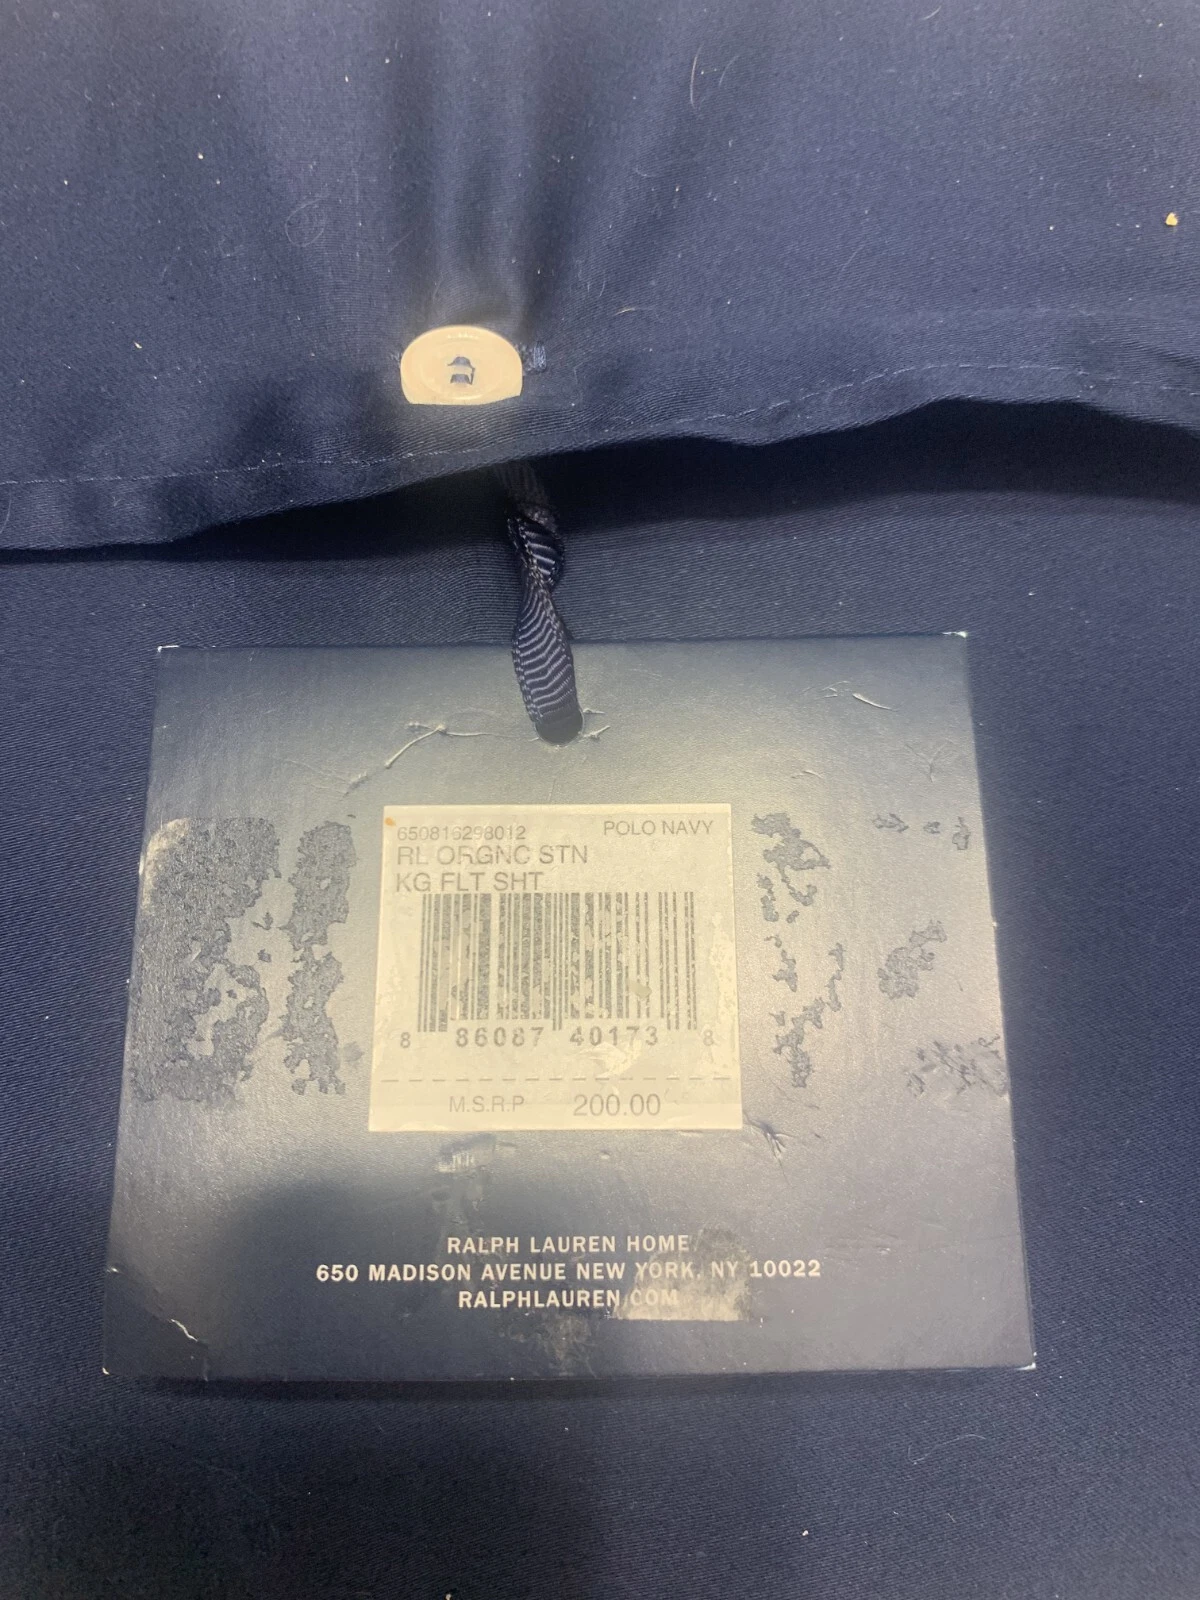 650816298012 POLO NAVY
RL ORGNC STN
KG FLT SHT
8 86087 40173 8
M.S.R.P 200.00
RALPH LAUREN HOME
650 MADISON AVENUE NEW YORK, NY 10022
RALPHLAUREN.COM